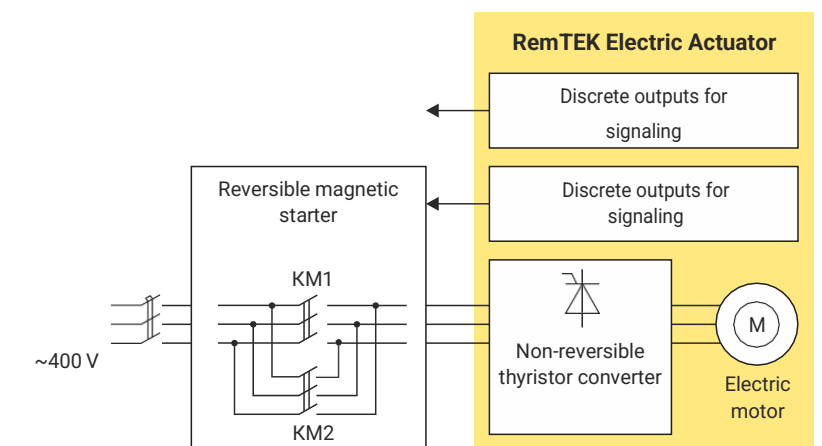 RemTEK Electric Actuator
Discrete outputs for
signaling
Reversible magnetic
starter
Discrete outputs for
signaling
KM1
~400 V
Non-reversible
thyristor converter
M
Electric
motor
KM2